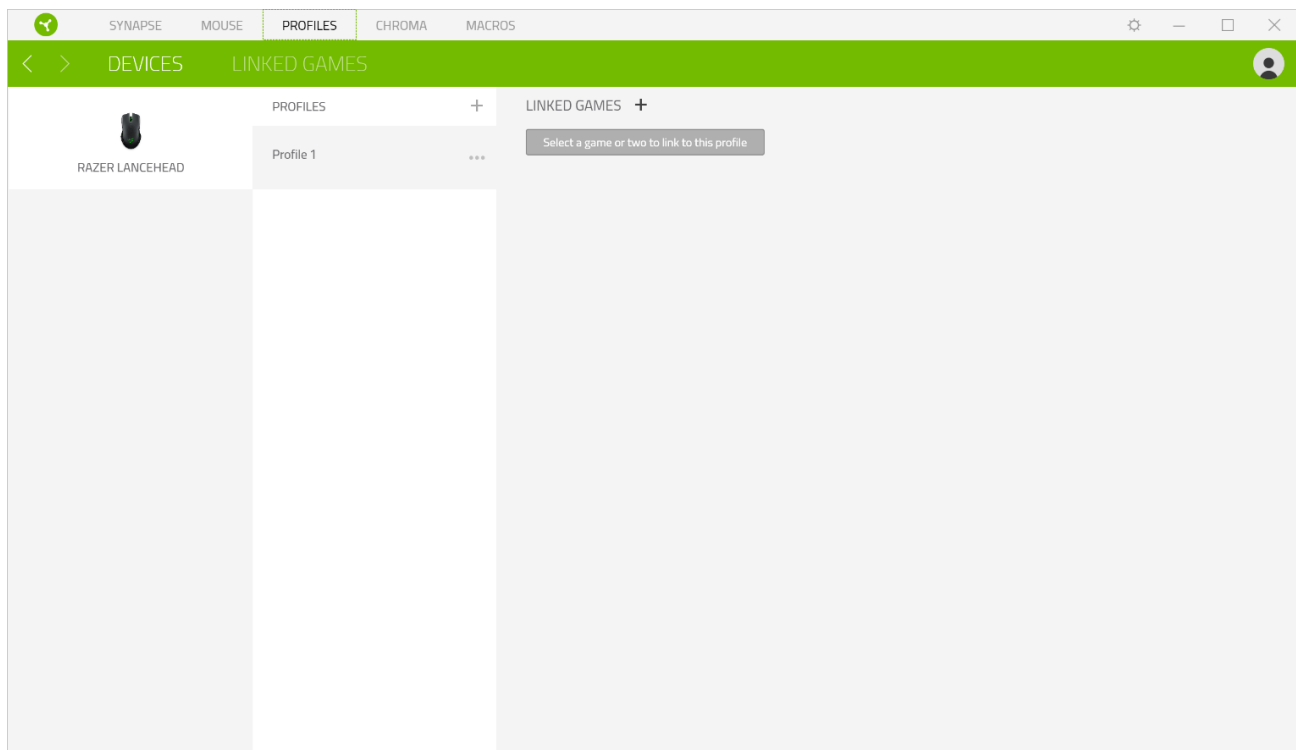 SYNAPSE MOUSE PROFILES CHROMA MACROS
DEVICES LINKED GAMES
PROFILES
LINKED GAMES
Select a game or two to link to this profile
Profile 1
RAZER LANCEHEAD